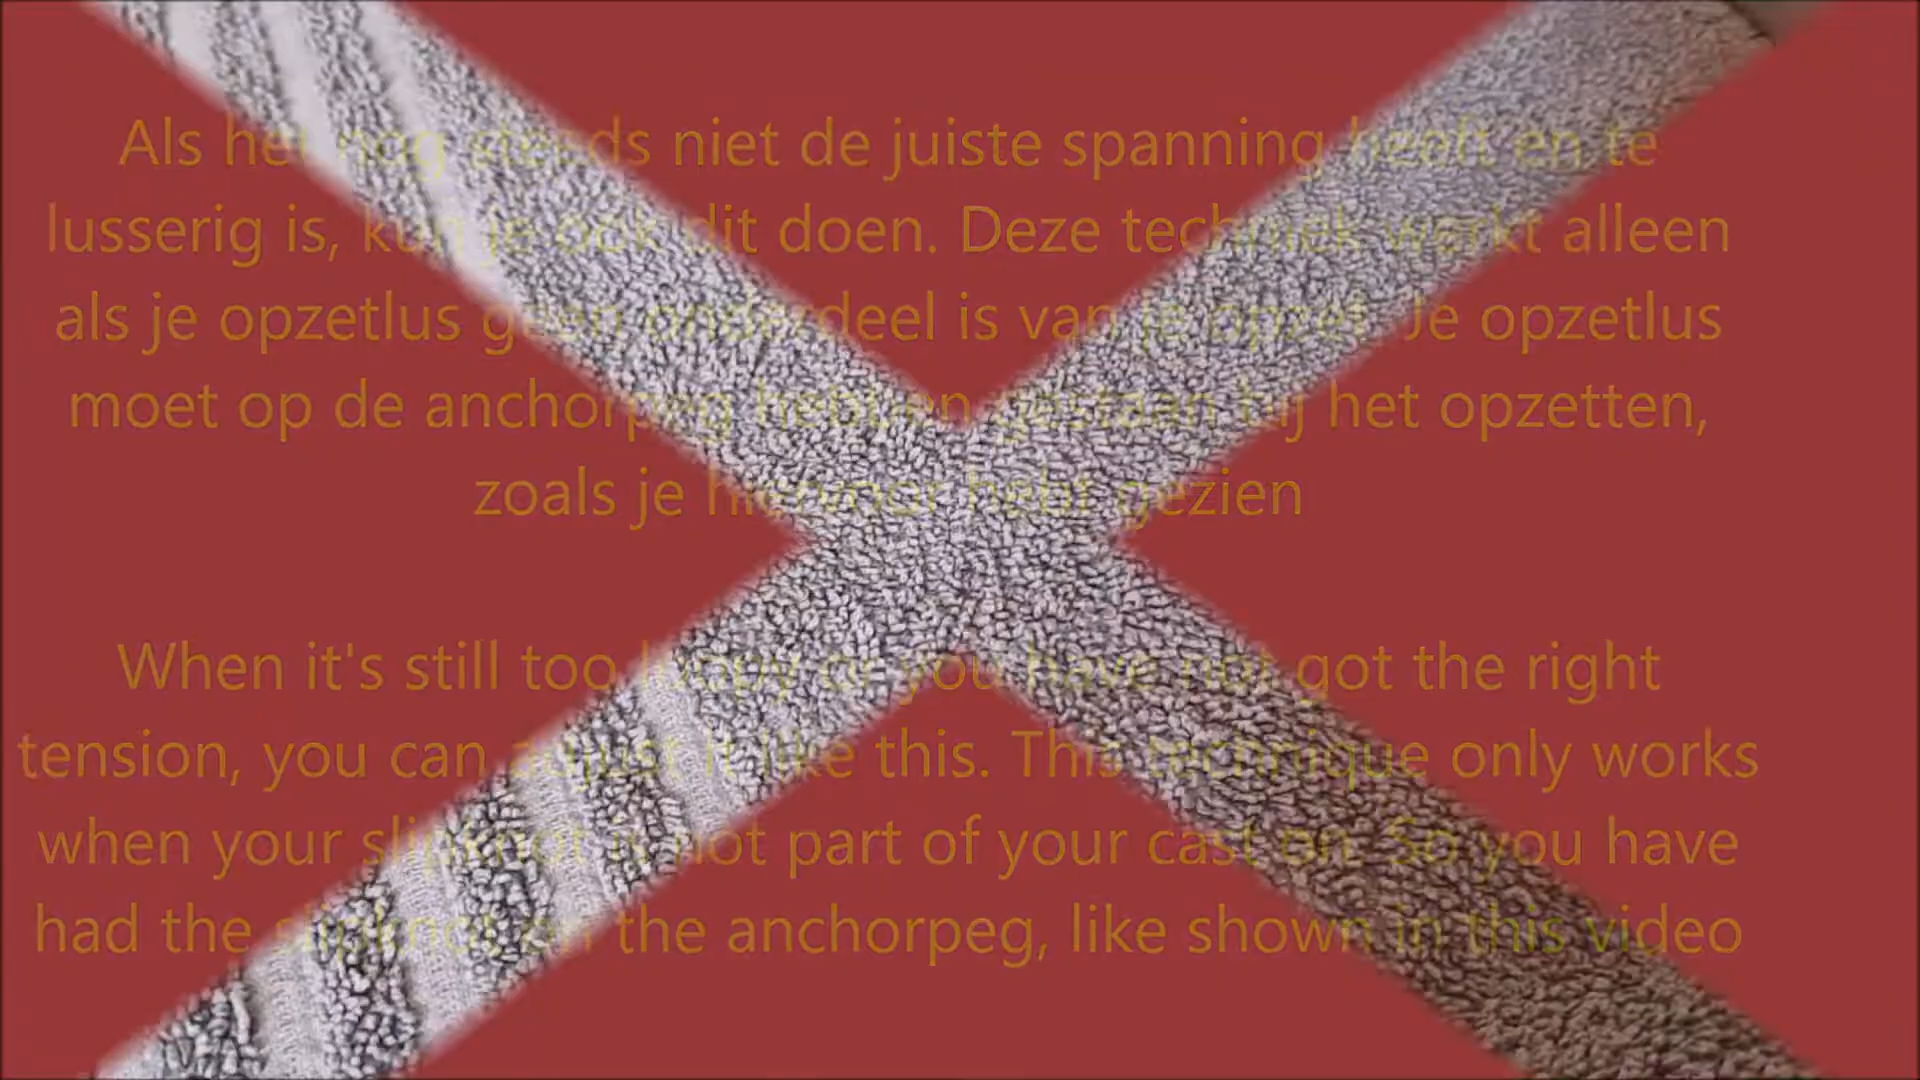 Als het nog steeds niet de juiste spanning heeft en te
lusserig is, kun je ook dit doen. Deze techniek werkt alleen
als je opzetlus geen onderdeel is van je opzet. Je opzetlus
moet op de anchorpeg hebben gestaan bij het opzetten,
zoals je hiervoor hebt gezien
When it's still too loopy or you have not got the right
tension, you can adjust it like this. This technique only works
when your slipknot is not part of your cast on. So you have
had the slipknot on the anchorpeg, like shown in this video